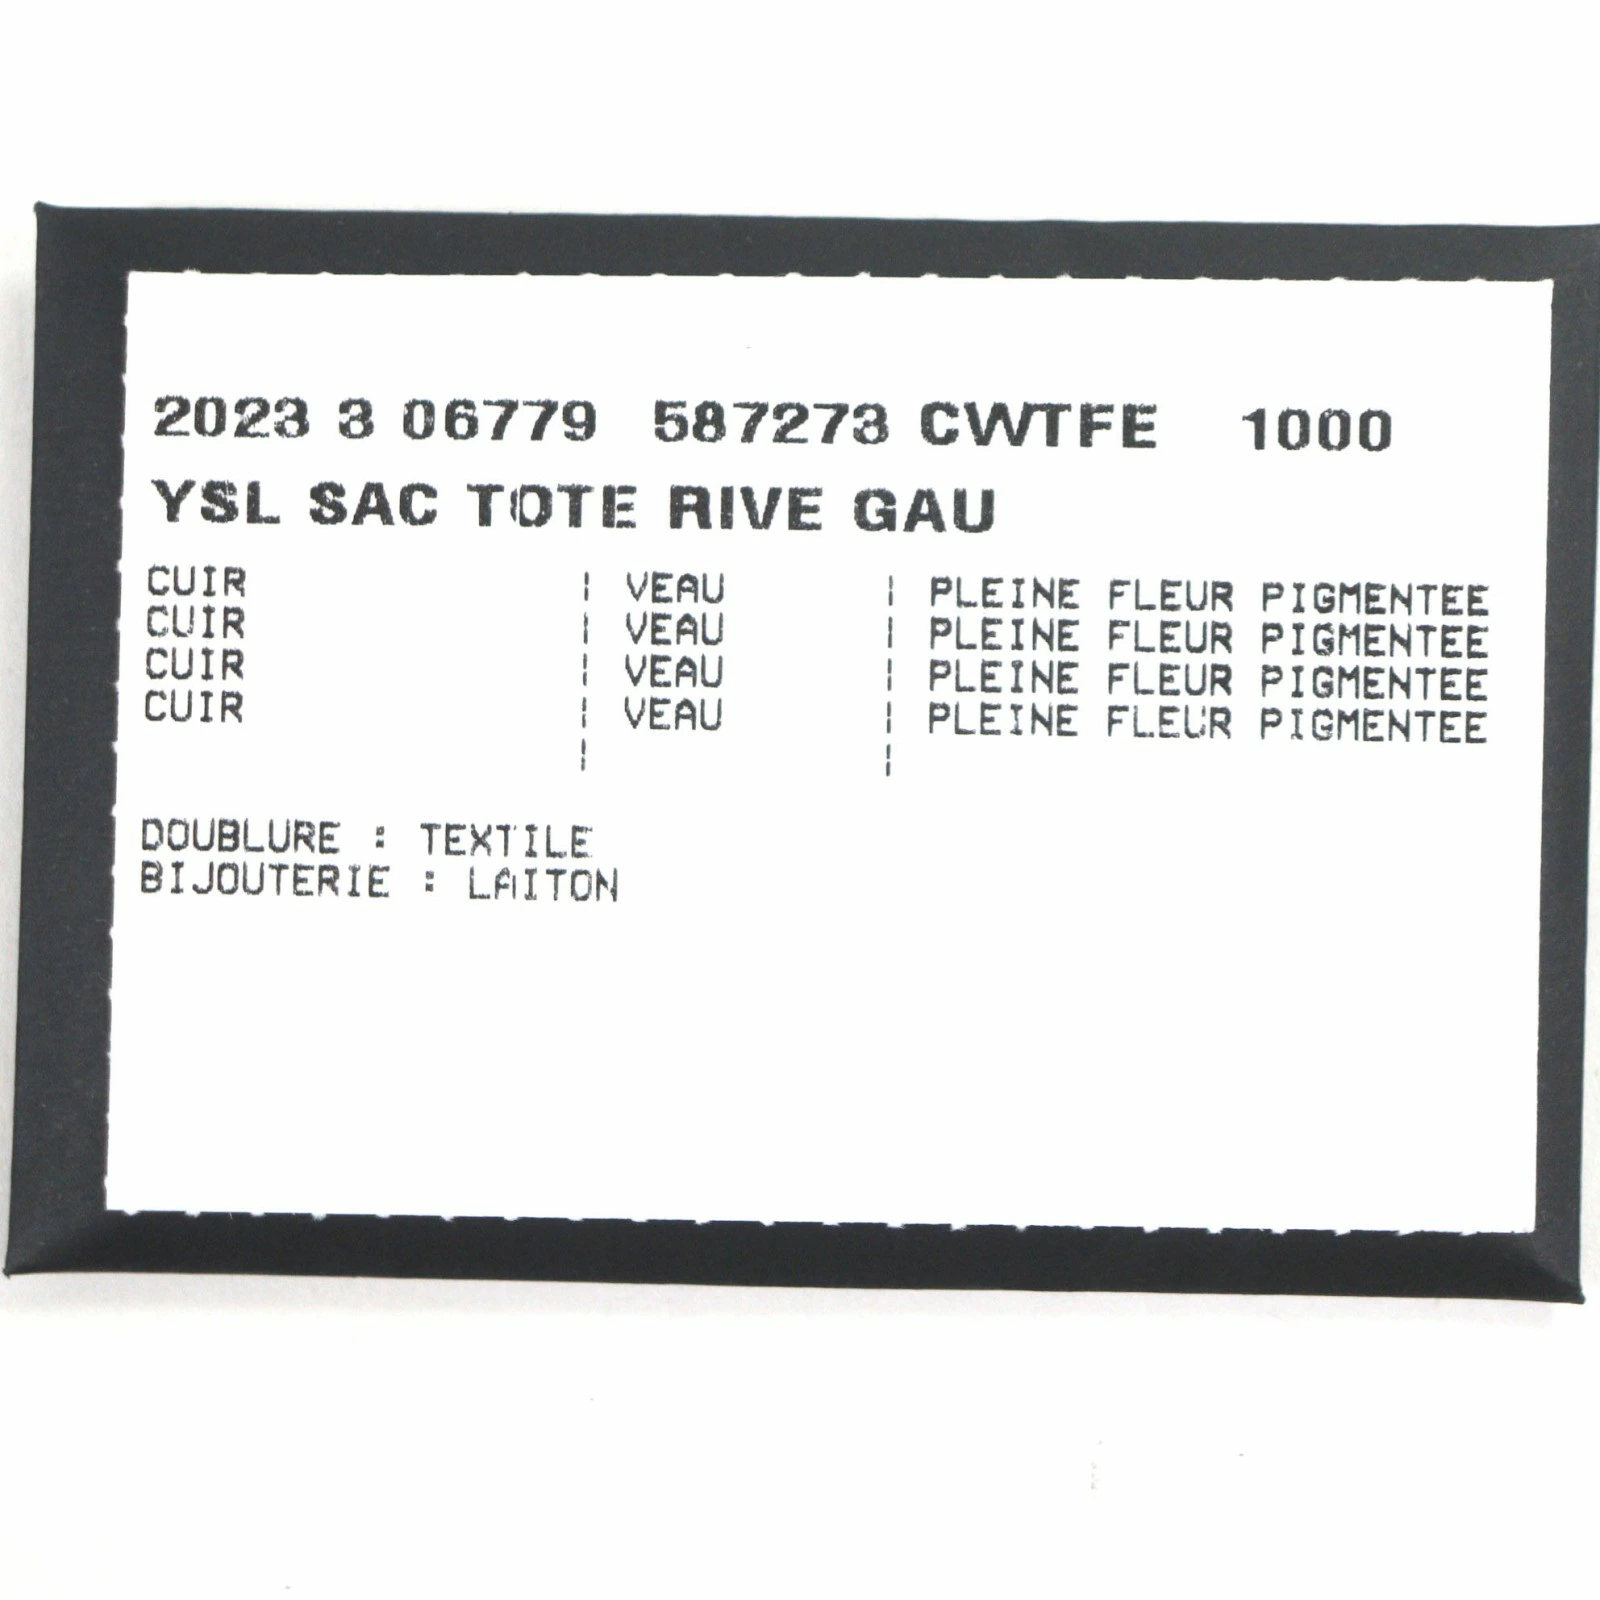 2023 3 06779 587273 CWTFE 1000
YSL SAC TOTE RIVE GAU
CUIR ¦ VEAU ¦ PLEINE FLEUR PIGMENTEE
CUIR ¦ VEAU ¦ PLEINE FLEUR PIGMENTEE
CUIR ¦ VEAU ¦ PLEINE FLEUR PIGMENTEE
CUIR ¦ VEAU ¦ PLEINE FLEUR PIGMENTEE
¦ ¦
DOUBLURE : TEXTILE
BIJOUTERIE : LAITON